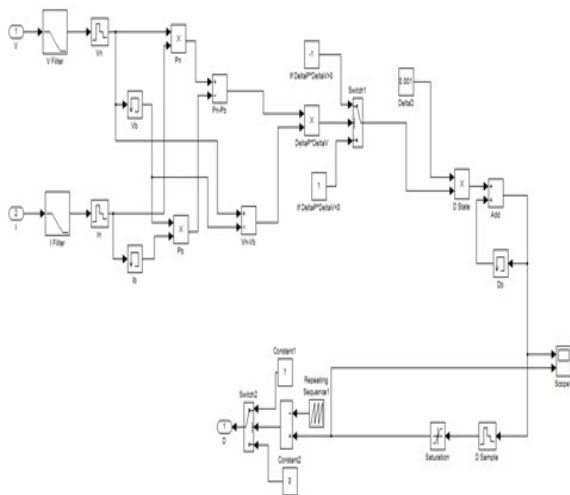 1
V
V Filter
Vn
X
Pn
Vb
+
-
Pn-Pb
-1
If DeltaP*DeltaV>0
0.001
DeltaD
Switch1
X
DeltaP*DeltaV
1
If DeltaP*DeltaV<0
2
I
I Filter
In
X
Pb
+
-
Vn-Vb
Ib
X
D State
+
+
Add
Db
Scope
Constant1
1
Repeating
Sequence1
Switch2
1
D
-
+
Constant2
0
Saturation
D Sample